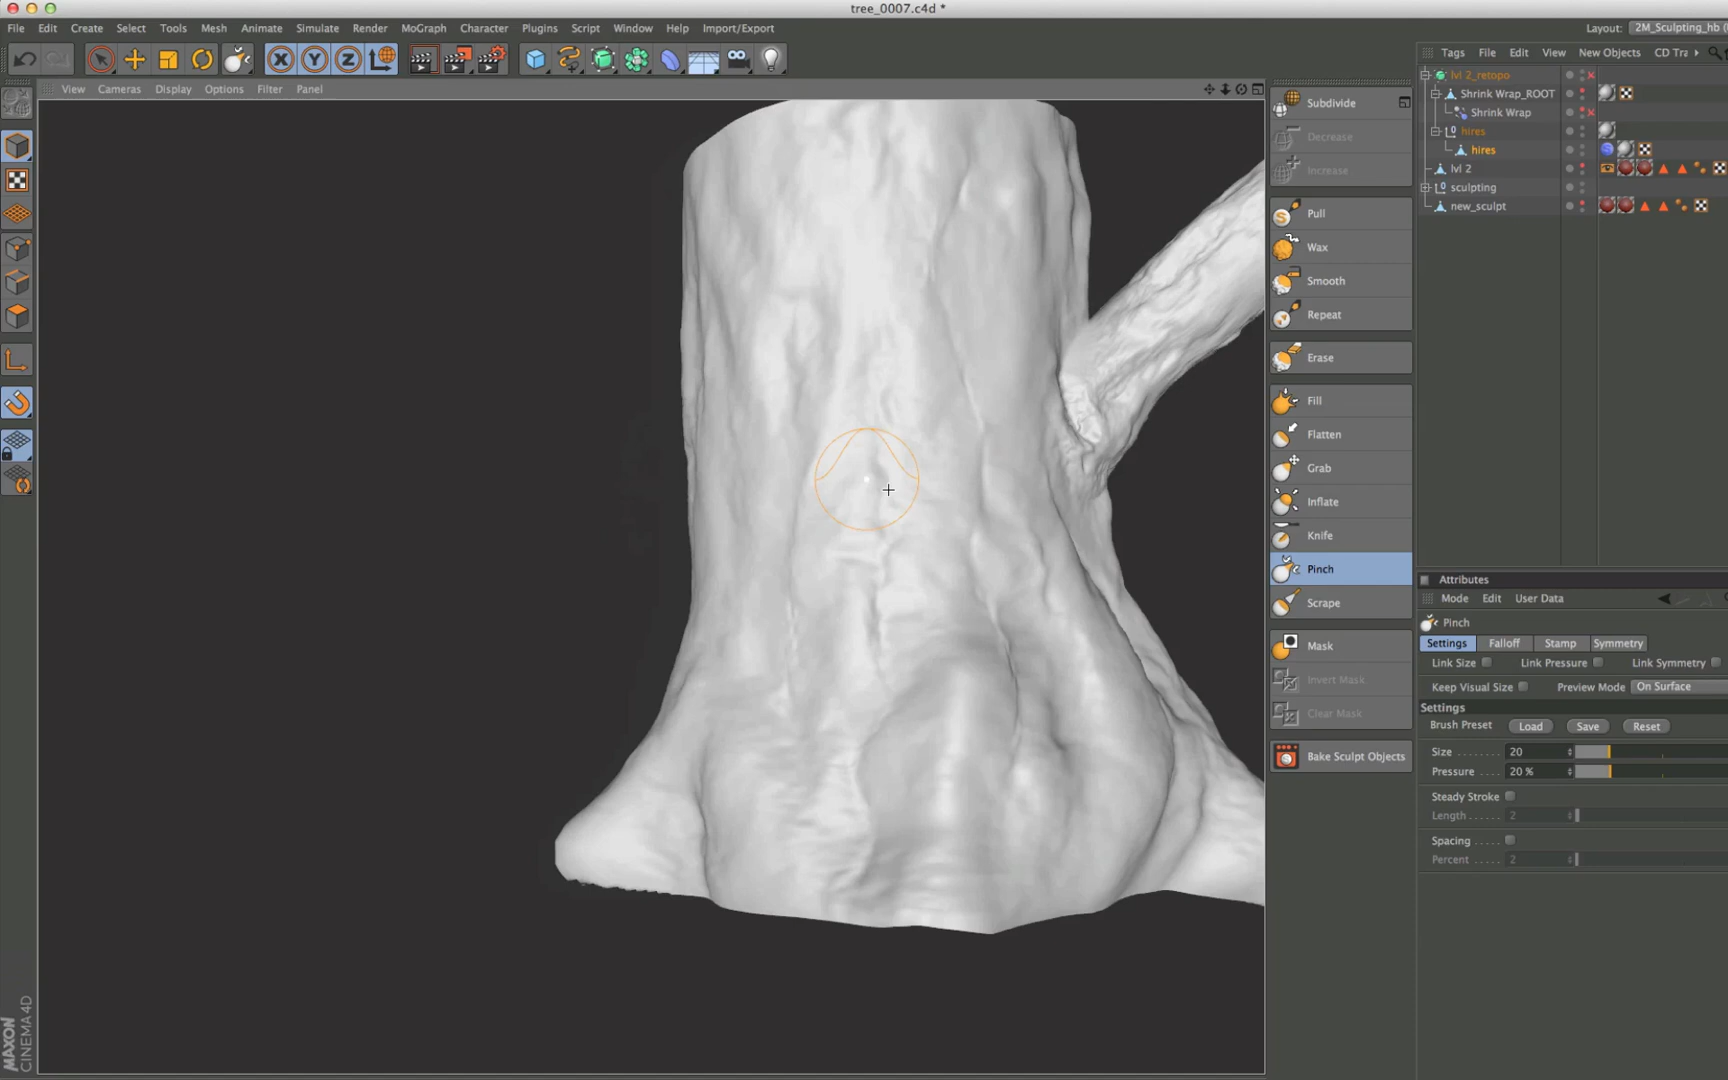 tree_0007.c4d *
File Edit Create Select Tools Mesh Animate Simulate Render MoGraph Character Plugins Script Window Help Import/Export
Layout: 2M_Sculpting_hb
View Cameras Display Options Filter Panel
Tags File Edit View New Objects CD Tra
lvl 2_retopo
Shrink Wrap_ROOT
Shrink Wrap
hires
hires
lvl 2
sculpting
new_sculpt
Subdivide
Decrease
Increase
Pull
Wax
Smooth
Repeat
Erase
Fill
Flatten
Grab
Inflate
Knife
Pinch
Scrape
Mask
Invert Mask
Clear Mask
Bake Sculpt Objects
Attributes
Mode Edit User Data
Pinch
Settings Falloff Stamp Symmetry
Link Size Link Pressure Link Symmetry
Keep Visual Size Preview Mode On Surface
Settings
Brush Preset Load Save Reset
Size 20
Pressure 20 %
Steady Stroke
Length 2
Spacing
Percent 2
X Y Z
MAXON
CINEMA 4D